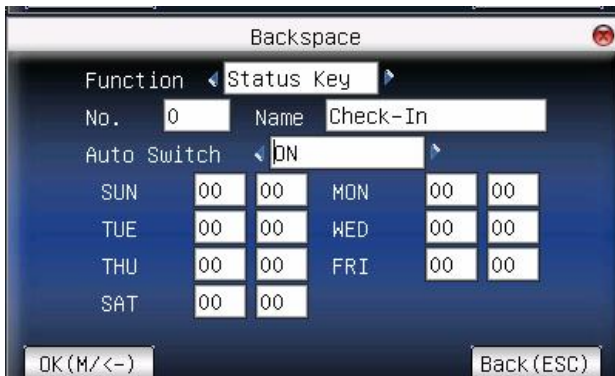 Backspace
Function Status Key
No. 0 Name Check-In
Auto Switch ON
SUN 00 00 MON 00 00
TUE 00 00 WED 00 00
THU 00 00 FRI 00 00
SAT 00 00
OK(M/<-) Back(ESC)